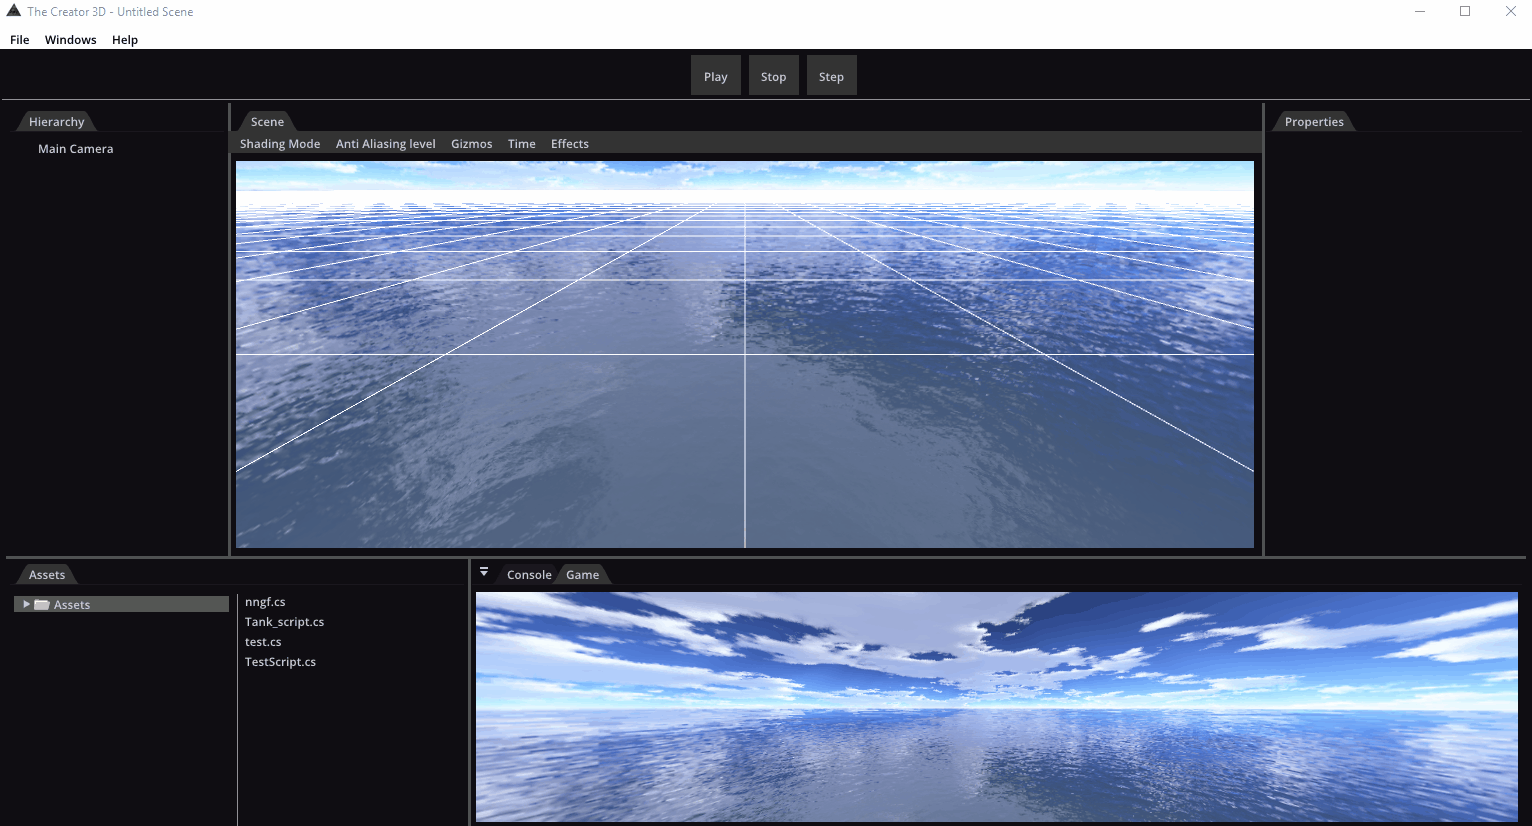 The Creator 3D - Untitled Scene
File Windows Help
Play Stop Step
Hierarchy
Main Camera
Scene
Shading Mode Anti Aliasing level Gizmos Time Effects
Properties
Assets
Assets
nngf.cs
Tank_script.cs
test.cs
TestScript.cs
Console Game